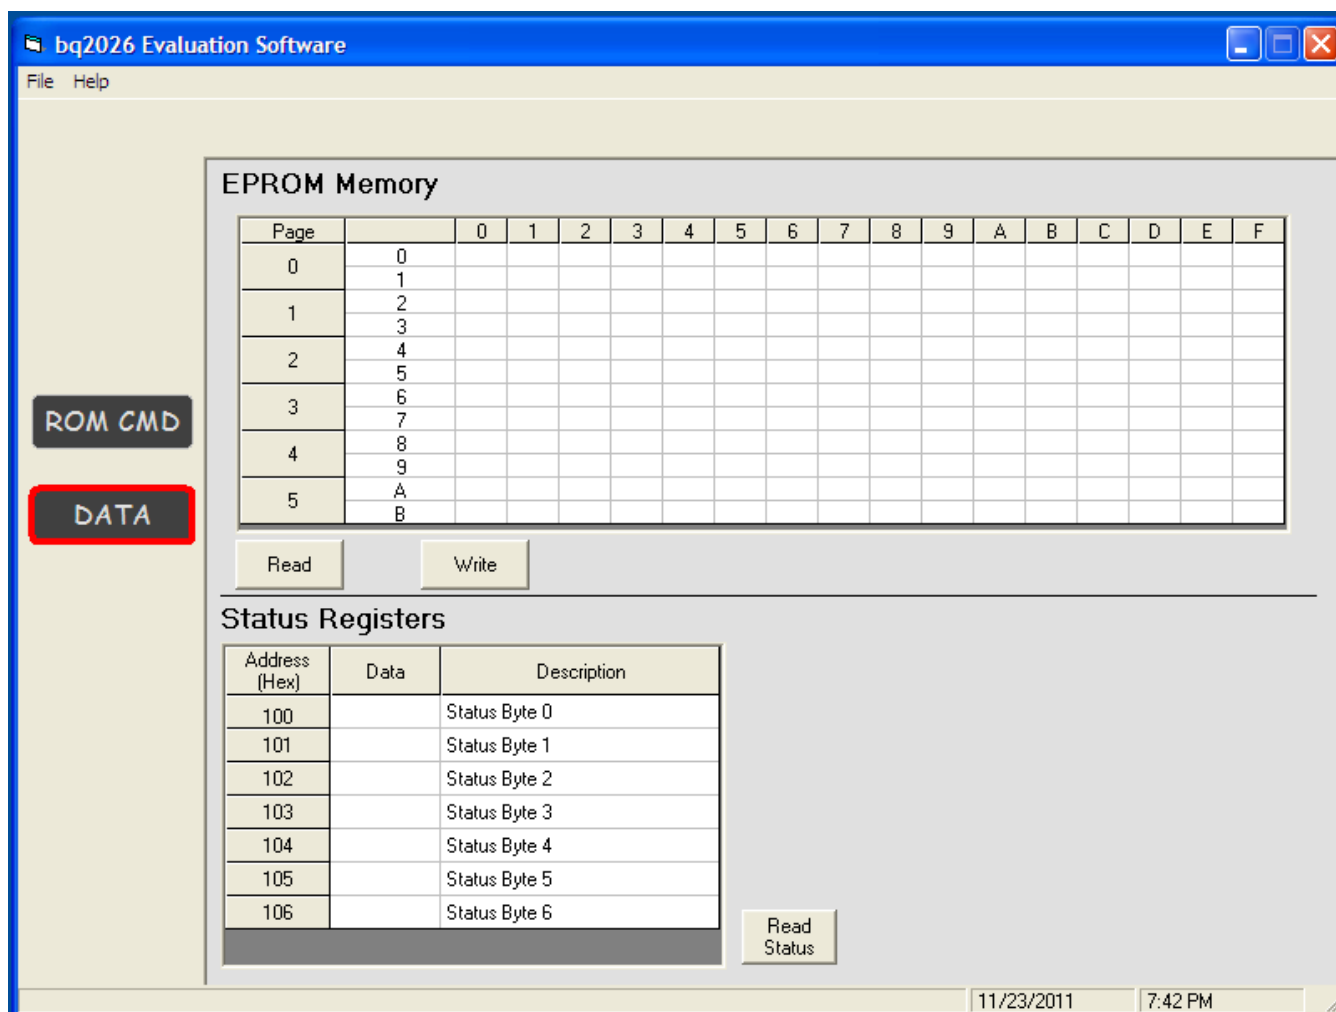 bq2026 Evaluation Software
File Help
EPROM Memory
Page 0 1 2 3 4 5 6 7 8 9 A B C D E F
0 0
1
1 2
3
2 4
5
3 6
7
4 8
9
5 A
B
ROM CMD
DATA
Read Write
Status Registers
Address (Hex) Data Description
100 Status Byte 0
101 Status Byte 1
102 Status Byte 2
103 Status Byte 3
104 Status Byte 4
105 Status Byte 5
106 Status Byte 6
Read
Status
11/23/2011 7:42 PM